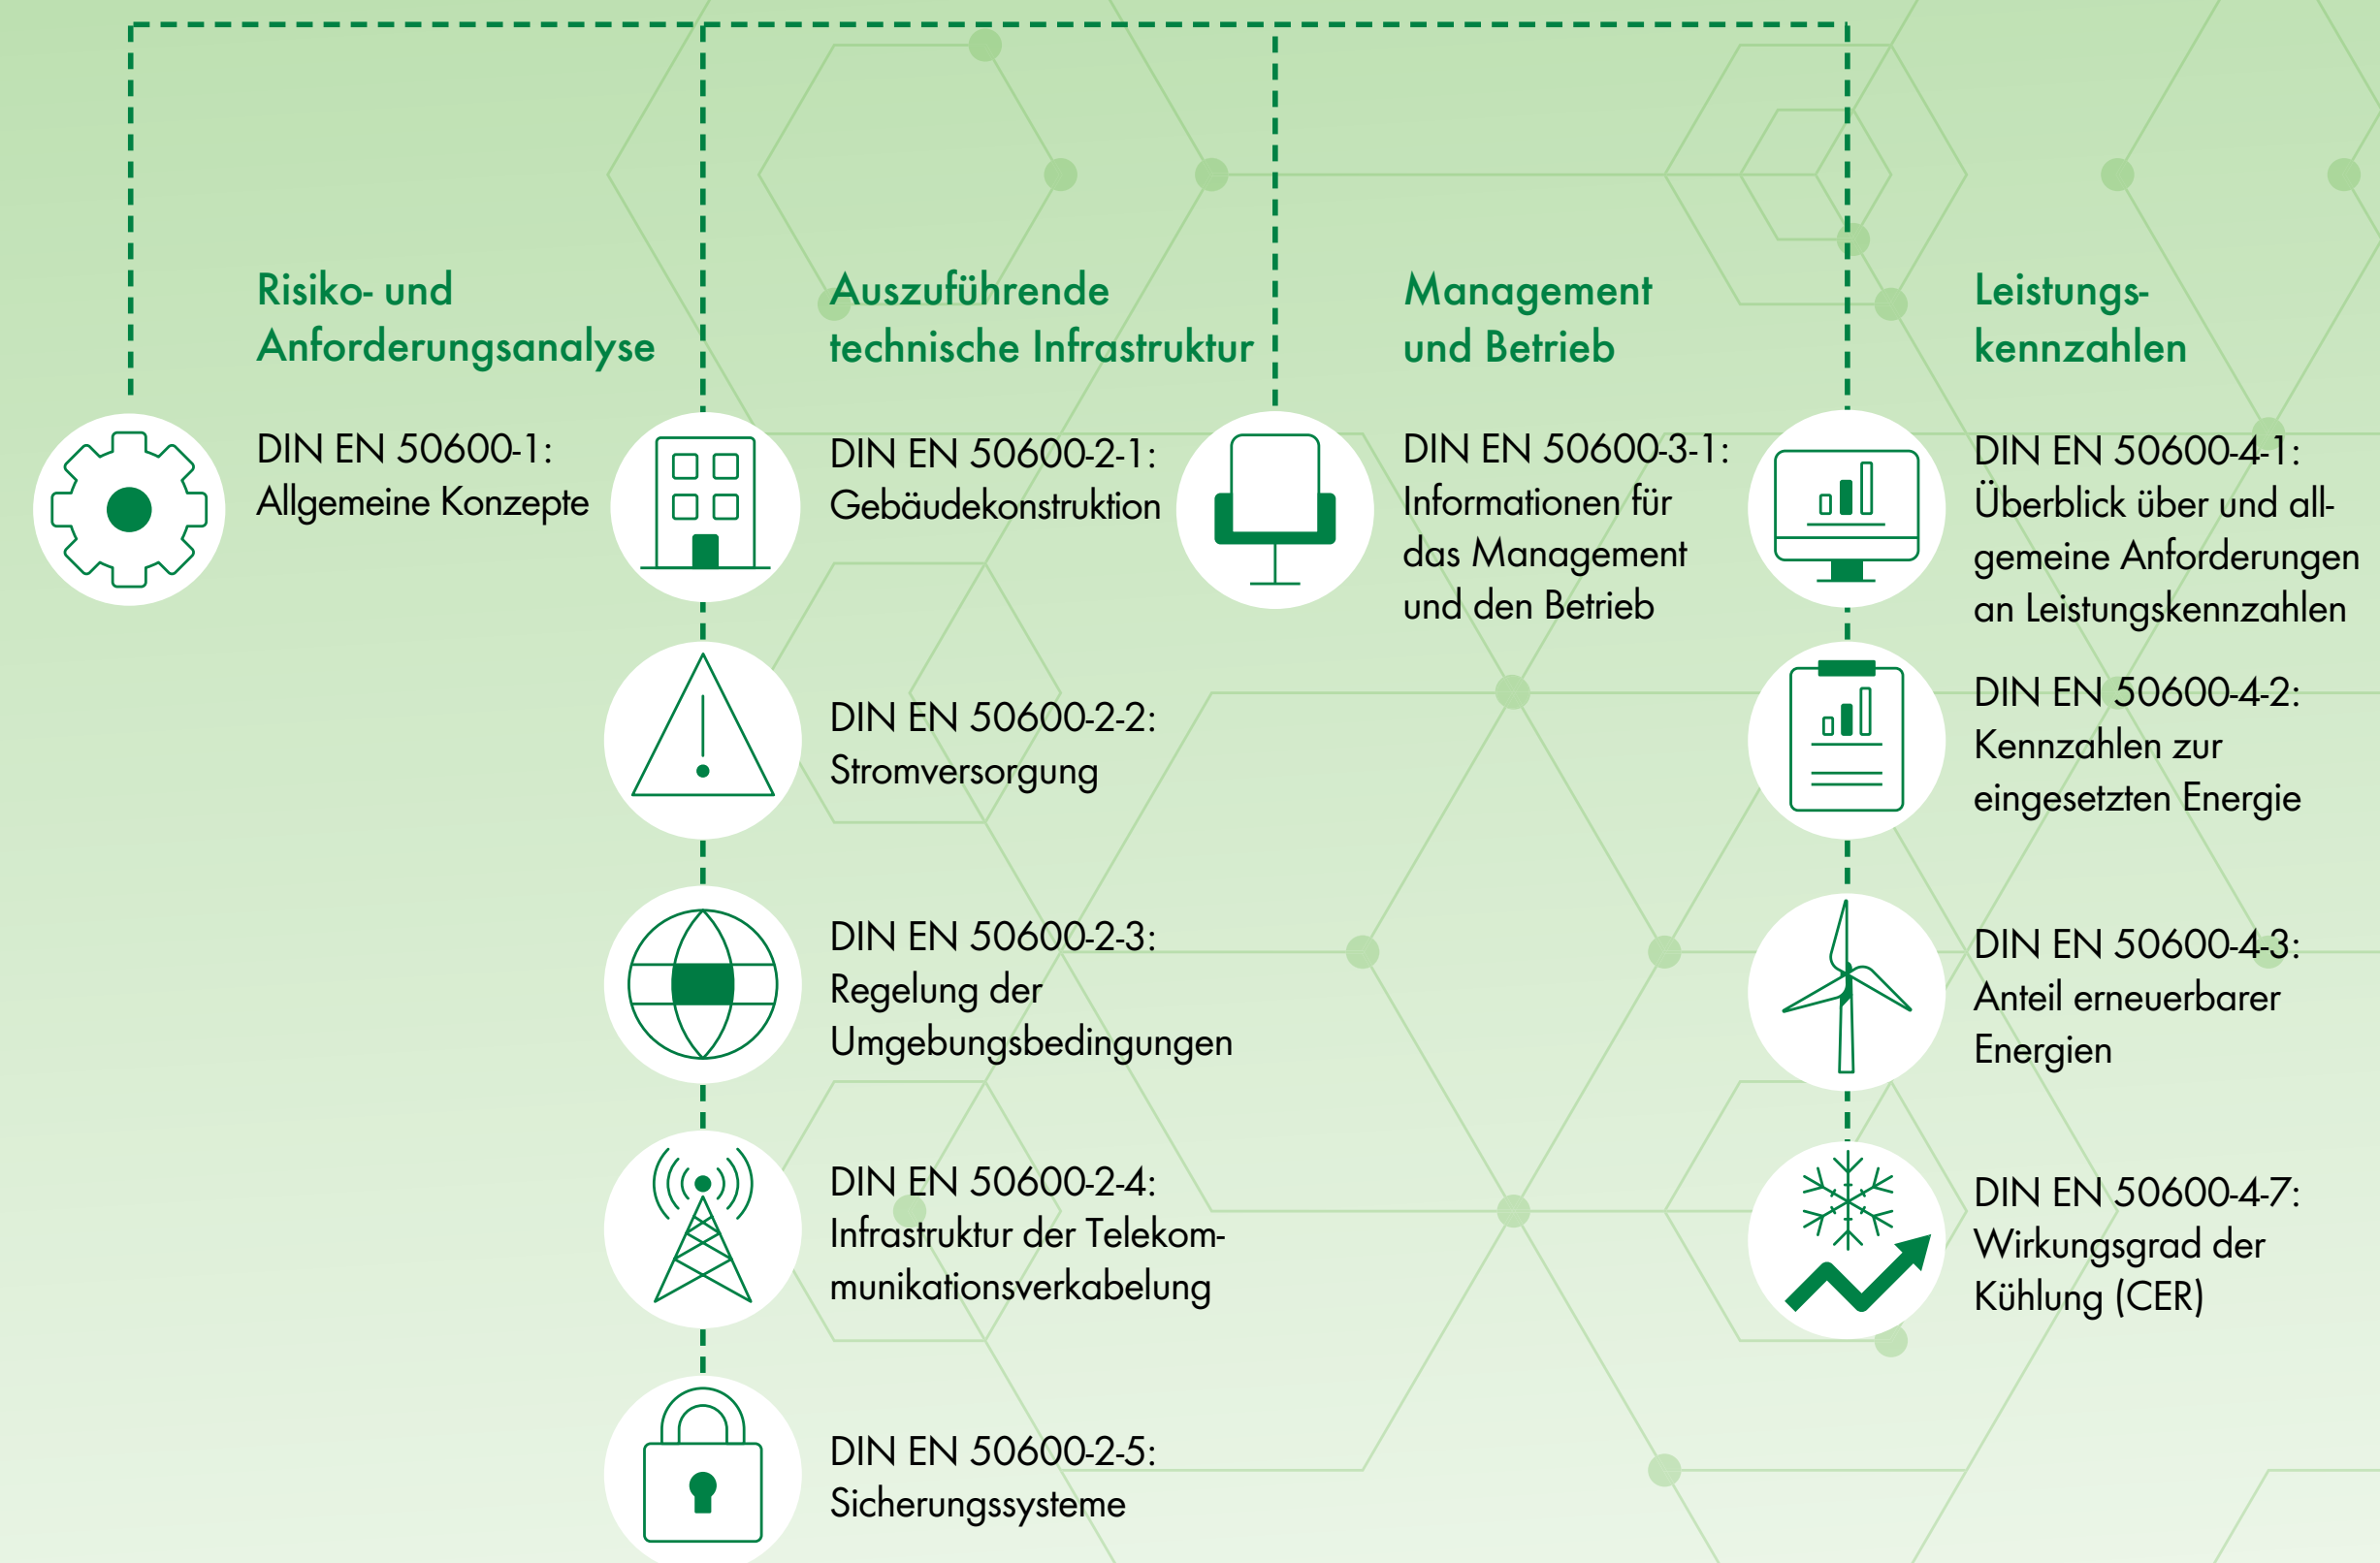 Risiko- und
Anforderungsanalyse
DIN EN 50600-1:
Allgemeine Konzepte
Auszuführende
technische Infrastruktur
DIN EN 50600-2-1:
Gebäudekonstruktion
DIN EN 50600-2-2:
Stromversorgung
DIN EN 50600-2-3:
Regelung der
Umgebungsbedingungen
DIN EN 50600-2-4:
Infrastruktur der Telekom-
munikationsverkabelung
DIN EN 50600-2-5:
Sicherungssysteme
Management
und Betrieb
DIN EN 50600-3-1:
Informationen für
das Management
und den Betrieb
Leistungs-
kennzahlen
DIN EN 50600-4-1:
Überblick über und all-
gemeine Anforderungen
an Leistungskennzahlen
DIN EN 50600-4-2:
Kennzahlen zur
eingesetzten Energie
DIN EN 50600-4-3:
Anteil erneuerbarer
Energien
DIN EN 50600-4-7:
Wirkungsgrad der
Kühlung (CER)